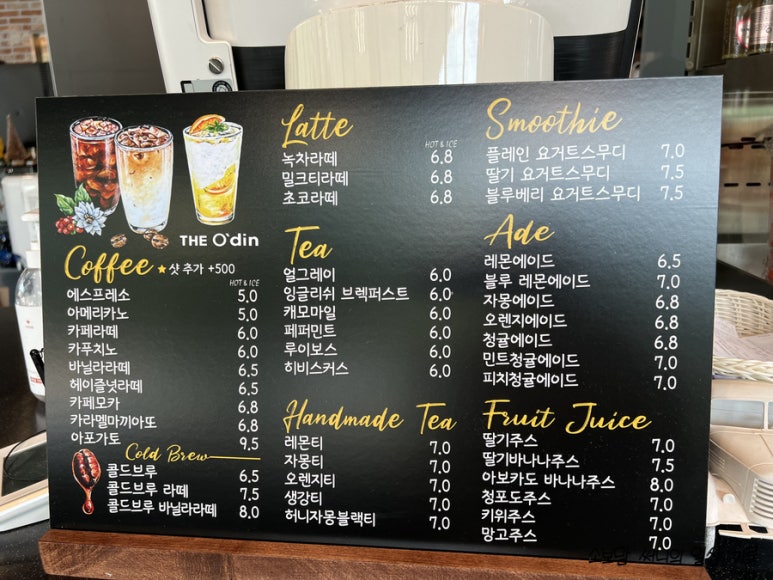 THE O'din
Coffee ★ 샷 추가 +500
HOT & ICE
에스프레소 5.0
아메리카노 5.0
카페라떼 6.0
카푸치노 6.0
바닐라라떼 6.5
헤이즐넛라떼 6.5
카페모카 6.8
카라멜마끼아또 6.8
아포가토 9.5
Cold Brew
콜드브루 6.5
콜드브루 라떼 7.5
콜드브루 바닐라라떼 8.0
Latte
HOT & ICE
녹차라떼 6.8
밀크티라떼 6.8
초코라떼 6.8
Tea
얼그레이 6.0
잉글리쉬 브렉퍼스트 6.0
캐모마일 6.0
페퍼민트 6.0
루이보스 6.0
히비스커스 6.0
Handmade Tea
레몬티 7.0
자몽티 7.0
오렌지티 7.0
생강티 7.0
허니자몽블랙티 7.0
Smoothie
플레인 요거트스무디 7.0
딸기 요거트스무디 7.5
블루베리 요거트스무디 7.5
Ade
레몬에이드 6.5
블루 레몬에이드 7.0
자몽에이드 6.8
오렌지에이드 6.8
청귤에이드 6.8
민트청귤에이드 7.0
피치청귤에이드 7.0
Fruit Juice
딸기주스 7.0
딸기바나나주스 7.5
아보카도 바나나주스 8.0
청포도주스 7.0
키위주스 7.0
망고주스 7.0